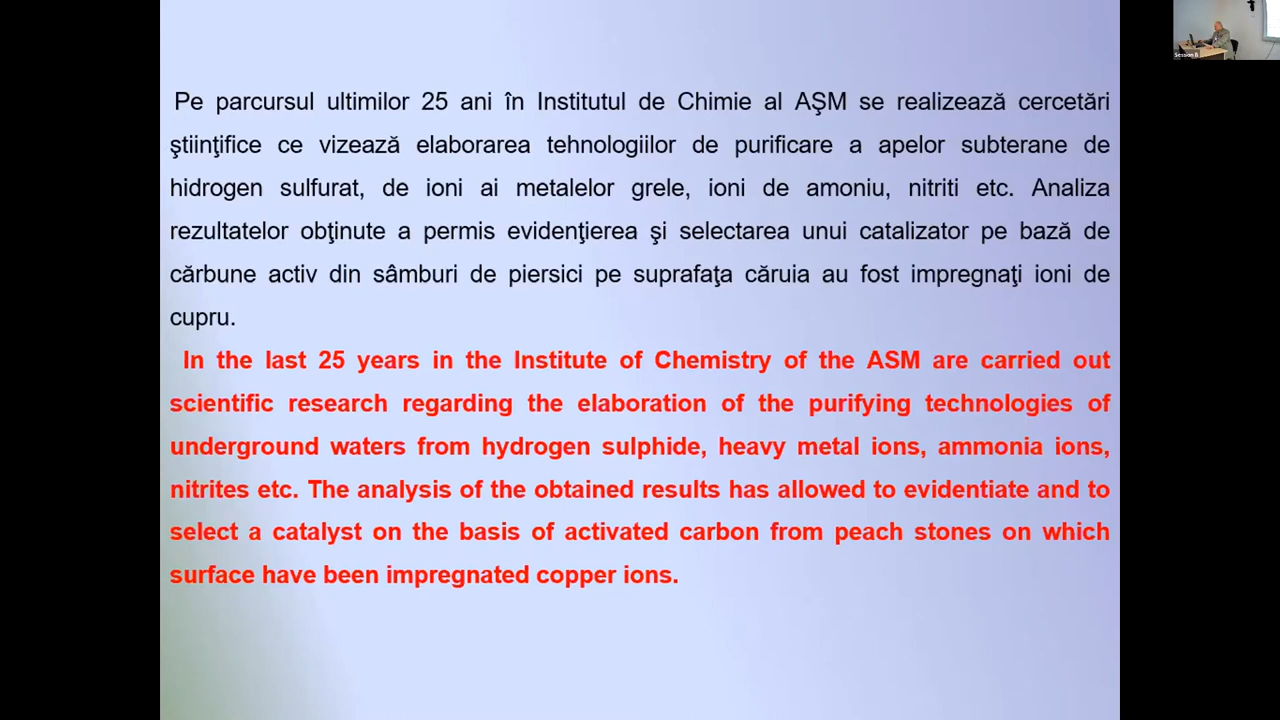 Pe parcursul ultimilor 25 ani în Institutul de Chimie al AŞM se realizează cercetări
ştiinţifice ce vizează elaborarea tehnologiilor de purificare a apelor subterane de
hidrogen sulfurat, de ioni ai metalelor grele, ioni de amoniu, nitriti etc. Analiza
rezultatelor obţinute a permis evidenţierea şi selectarea unui catalizator pe bază de
cărbune activ din sâmburi de piersici pe suprafaţa căruia au fost impregnaţi ioni de
cupru.
In the last 25 years in the Institute of Chemistry of the ASM are carried out
scientific research regarding the elaboration of the purifying technologies of
underground waters from hydrogen sulphide, heavy metal ions, ammonia ions,
nitrites etc. The analysis of the obtained results has allowed to evidentiate and to
select a catalyst on the basis of activated carbon from peach stones on which
surface have been impregnated copper ions.
Session B